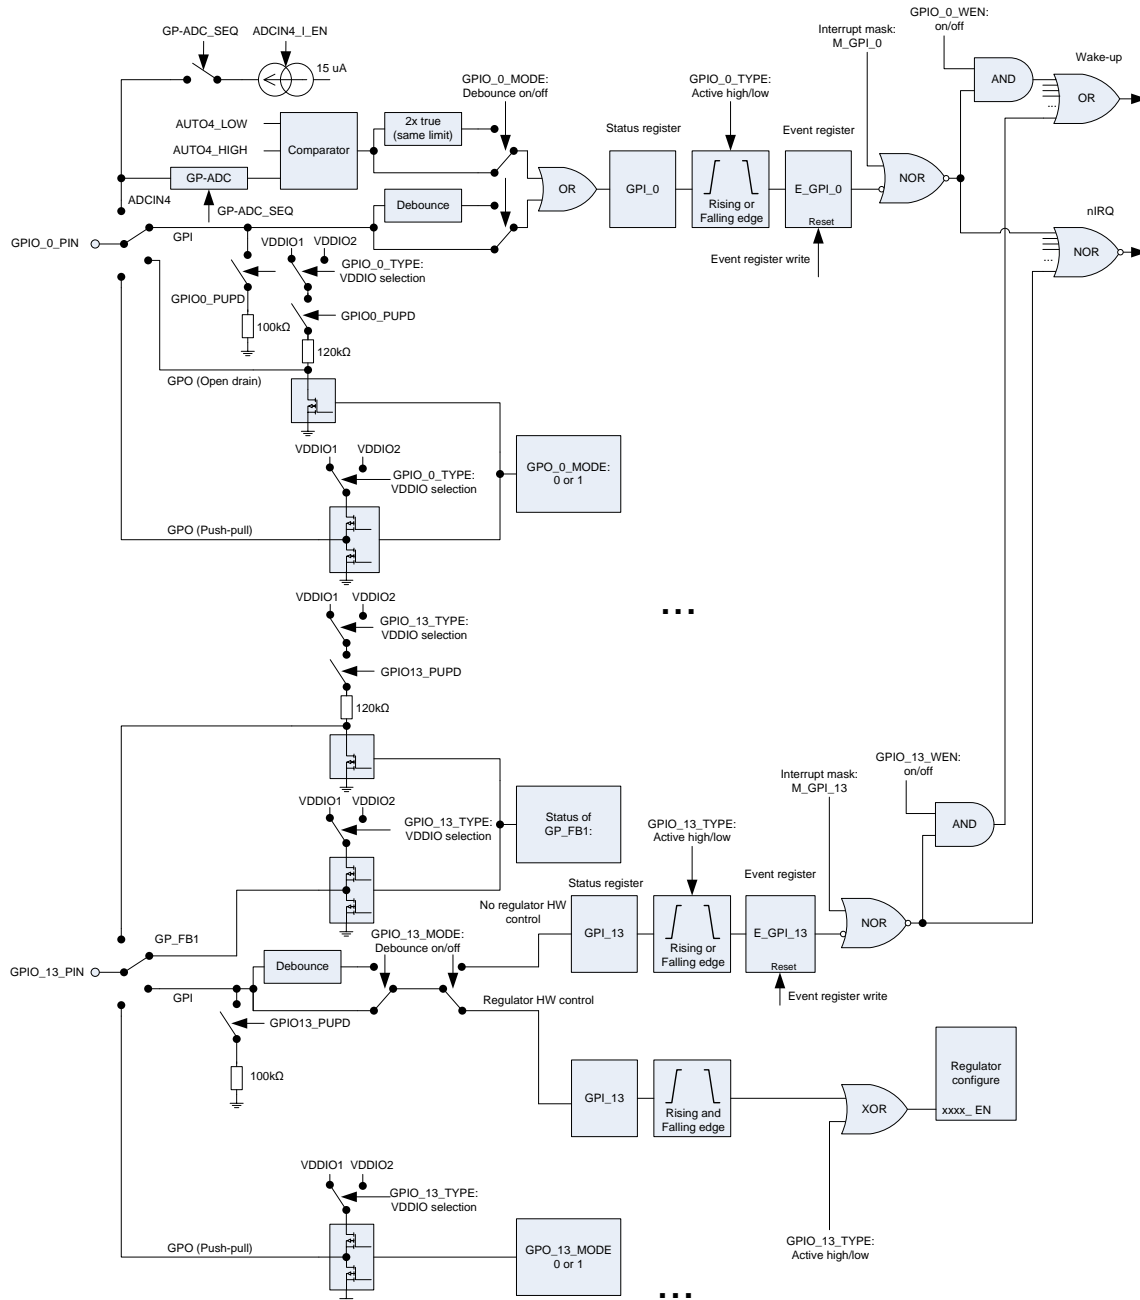 GPIO_0_WEN:
on/off
GP-ADC_SEQ
ADCIN4_I_EN
Interrupt mask:
M_GPI_0
Wake-up
15 uA
GPIO_0_MODE:
Debounce on/off
GPIO_0_TYPE:
Active high/low
AND
OR
...
AUTO4_LOW
2x true
(same limit)
Status register
Event register
AUTO4_HIGH
Comparator
GP-ADC
OR
GPI_0
Rising or
Falling edge
E_GPI_0
Reset
NOR
ADCIN4
GP-ADC_SEQ
Debounce
nIRQ
GPIO_0_PIN
GPI
VDDIO1
VDDIO2
GPIO_0_TYPE:
VDDIO selection
Event register write
NOR
...
GPIO0_PUPD
GPIO0_PUPD
100kΩ
120kΩ
GPO (Open drain)
VDDIO1
VDDIO2
GPIO_0_TYPE:
VDDIO selection
GPO_0_MODE:
0 or 1
GPO (Push-pull)
VDDIO1
VDDIO2
...
GPIO_13_TYPE:
VDDIO selection
GPIO13_PUPD
120kΩ
GPIO_13_WEN:
on/off
Interrupt mask:
M_GPI_13
VDDIO1
VDDIO2
GPIO_13_TYPE:
VDDIO selection
Status of
GP_FB1:
GPIO_13_TYPE:
Active high/low
AND
Status register
Event register
No regulator HW
control
GPI_13
Rising or
Falling edge
E_GPI_13
Reset
NOR
GP_FB1
GPIO_13_MODE:
Debounce on/off
GPIO_13_PIN
Debounce
GPI
Regulator HW control
Event register write
GPIO13_PUPD
100kΩ
GPI_13
Rising and
Falling edge
XOR
Regulator
configure
xxxx_ EN
VDDIO1
VDDIO2
GPIO_13_TYPE:
VDDIO selection
GPO (Push-pull)
GPO_13_MODE
0 or 1
GPIO_13_TYPE:
Active high/low
...